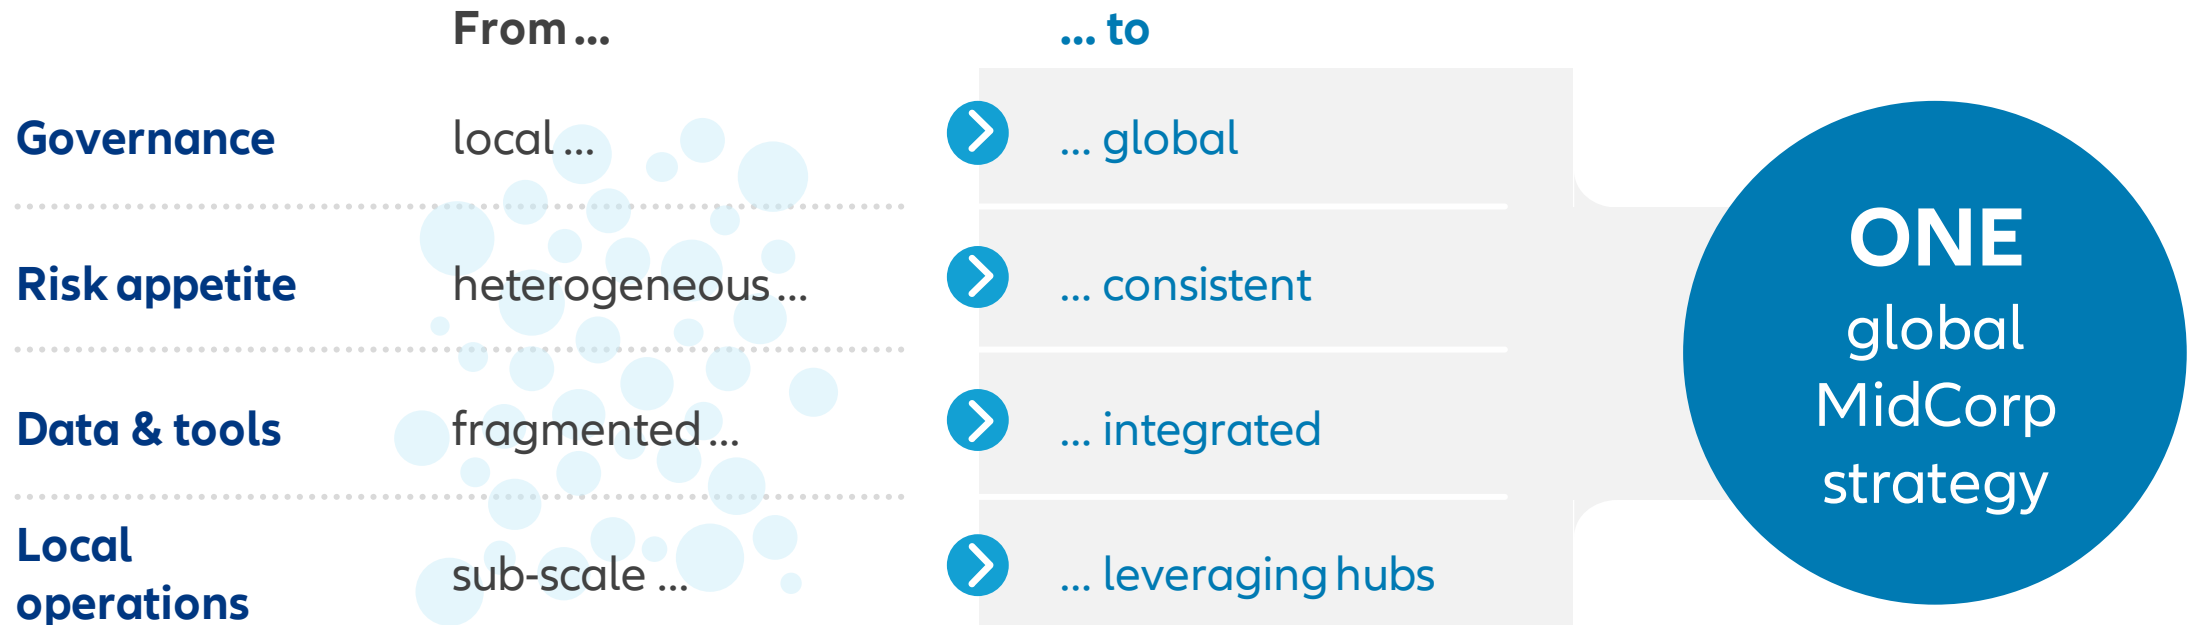 From ... ... to
Governance local ... ... global
Risk appetite heterogeneous ... ... consistent
Data & tools fragmented ... ... integrated
Local
operations sub-scale ... ... leveraging hubs
ONE
global
MidCorp
strategy